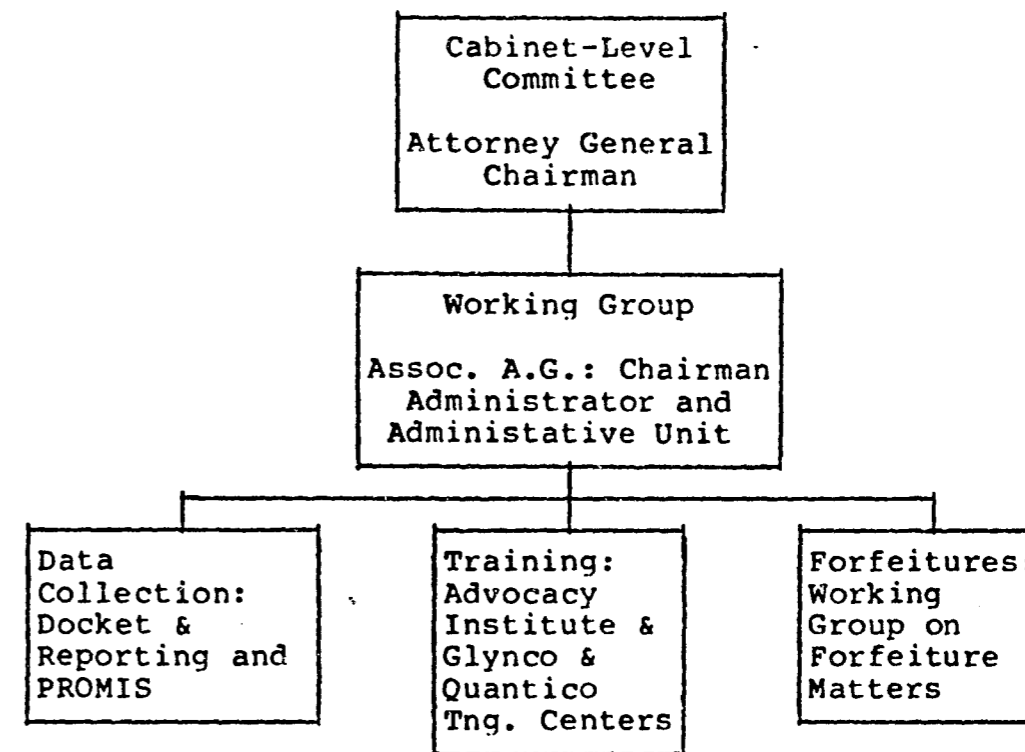 Cabinet-Level
Committee
Attorney General
Chairman
Working Group
Assoc. A.G.: Chairman
Administrator and
Administative Unit
Data
Collection:
Docket &
Reporting and
PROMIS
Training:
Advocacy
Institute &
Glynco &
Quantico
Tng. Centers
Forfeitures
Working
Group on
Forfeiture
Matters